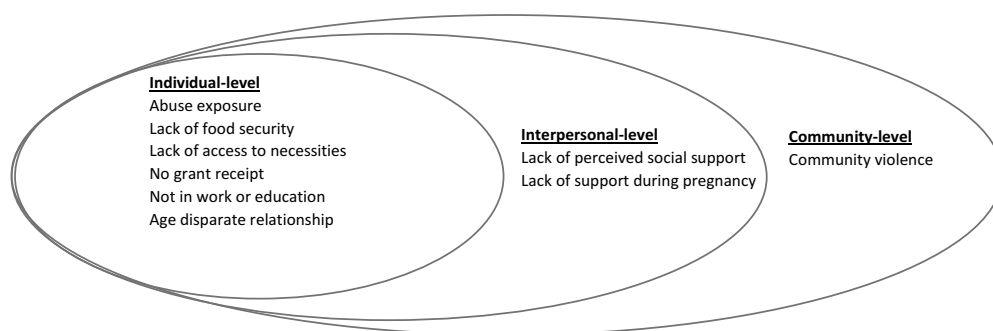 Individual-level
Abuse exposure
Lack of food security
Lack of access to necessities
No grant receipt
Not in work or education
Age disparate relationship
Interpersonal-level
Lack of perceived social support
Lack of support during pregnancy
Community-level
Community violence